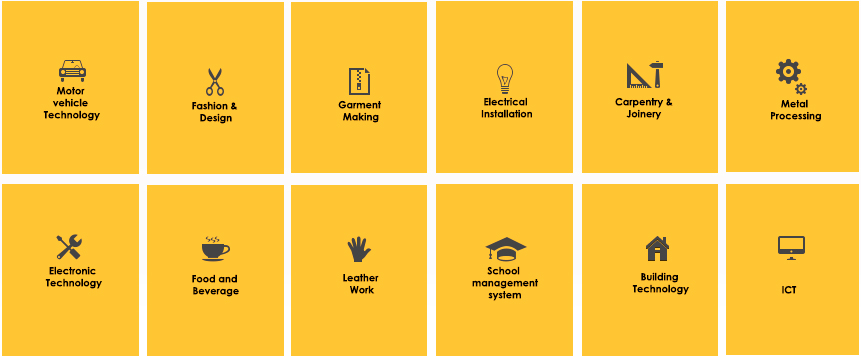 Motor
vehicle
Technology
Fashion &
Design
Garment
Making
Electrical
Installation
Carpentry &
Joinery
Metal
Processing
Electronic
Technology
Food and
Beverage
Leather
Work
School
management
system
Building
Technology
ICT